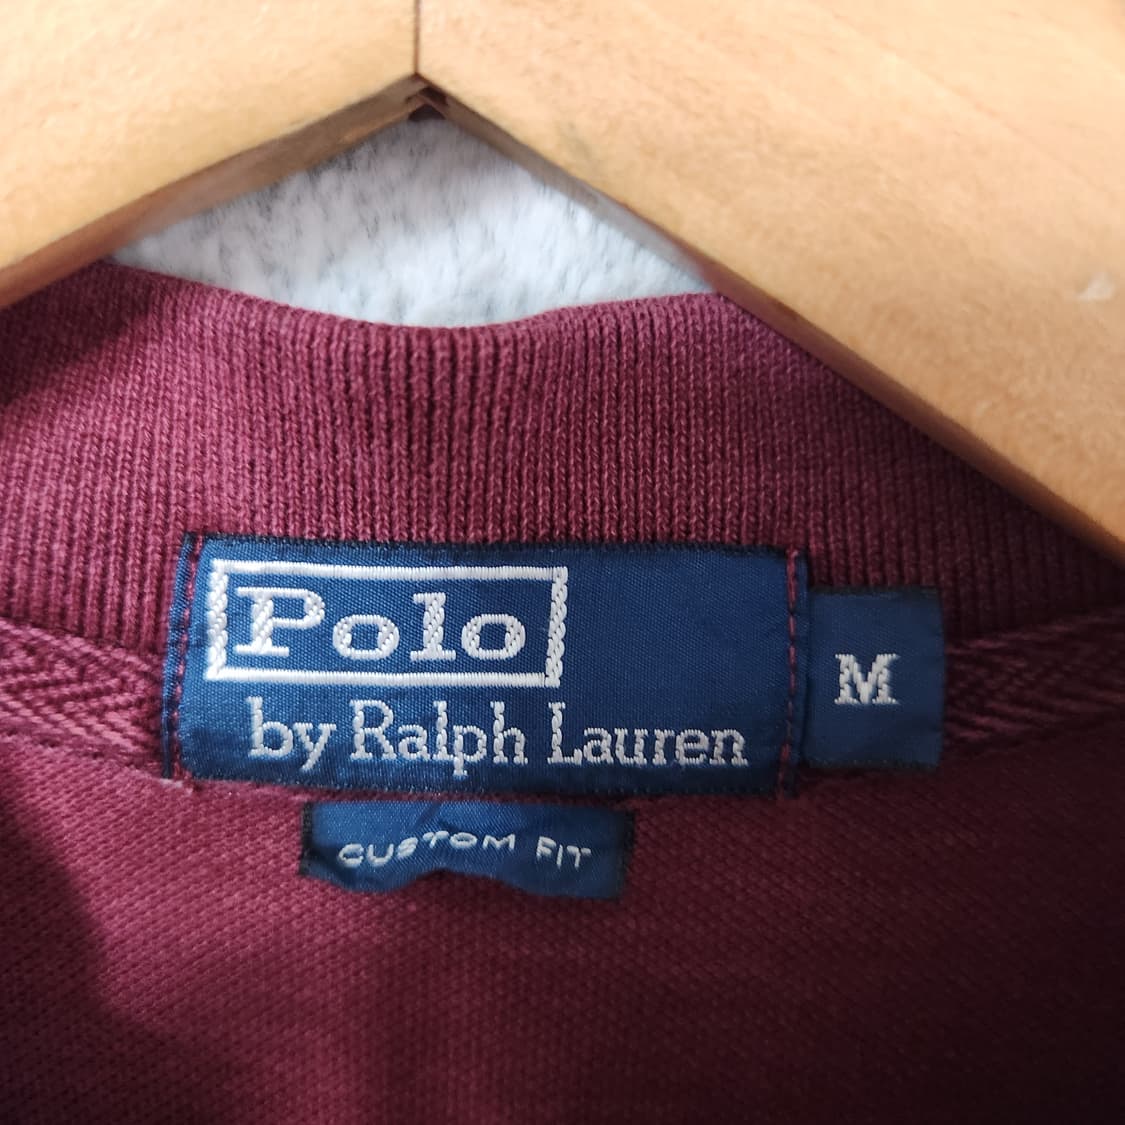 Polo
by Ralph Lauren
M
CUSTOM FIT